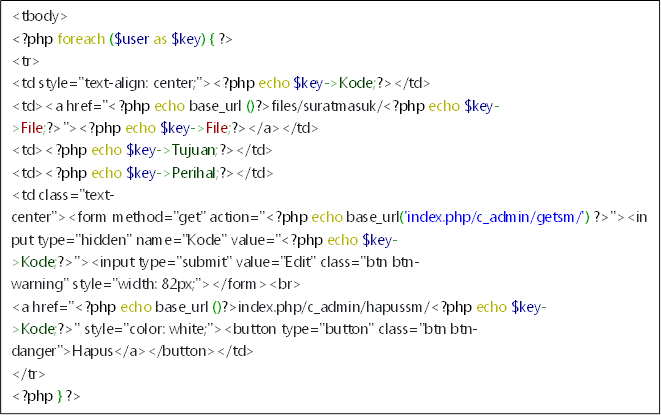 <tbody>
<?php foreach ($user as $key) { ?>
<tr>
<td style="text-align: center;"><?php echo $key->Kode;?></td>
<td><a href="<?php echo base_url ()?>files/suratmasuk/<?php echo $key-
>File;?>"><?php echo $key->File;?></a></td>
<td><?php echo $key->Tujuan;?></td>
<td><?php echo $key->Perihal;?></td>
<td class="text-
center"><form method="get" action="<?php echo base_url('index.php/c_admin/getsm/') ?>"><in
put type="hidden" name="Kode" value="<?php echo $key-
>Kode;?>"><input type="submit" value="Edit" class="btn btn-
warning" style="width: 82px;"></form><br>
<a href="<?php echo base_url ()?>index.php/c_admin/hapussm/<?php echo $key-
>Kode;?>" style="color: white;"><button type="button" class="btn btn-
danger">Hapus</a></button></td>
</tr>
<?php } ?>